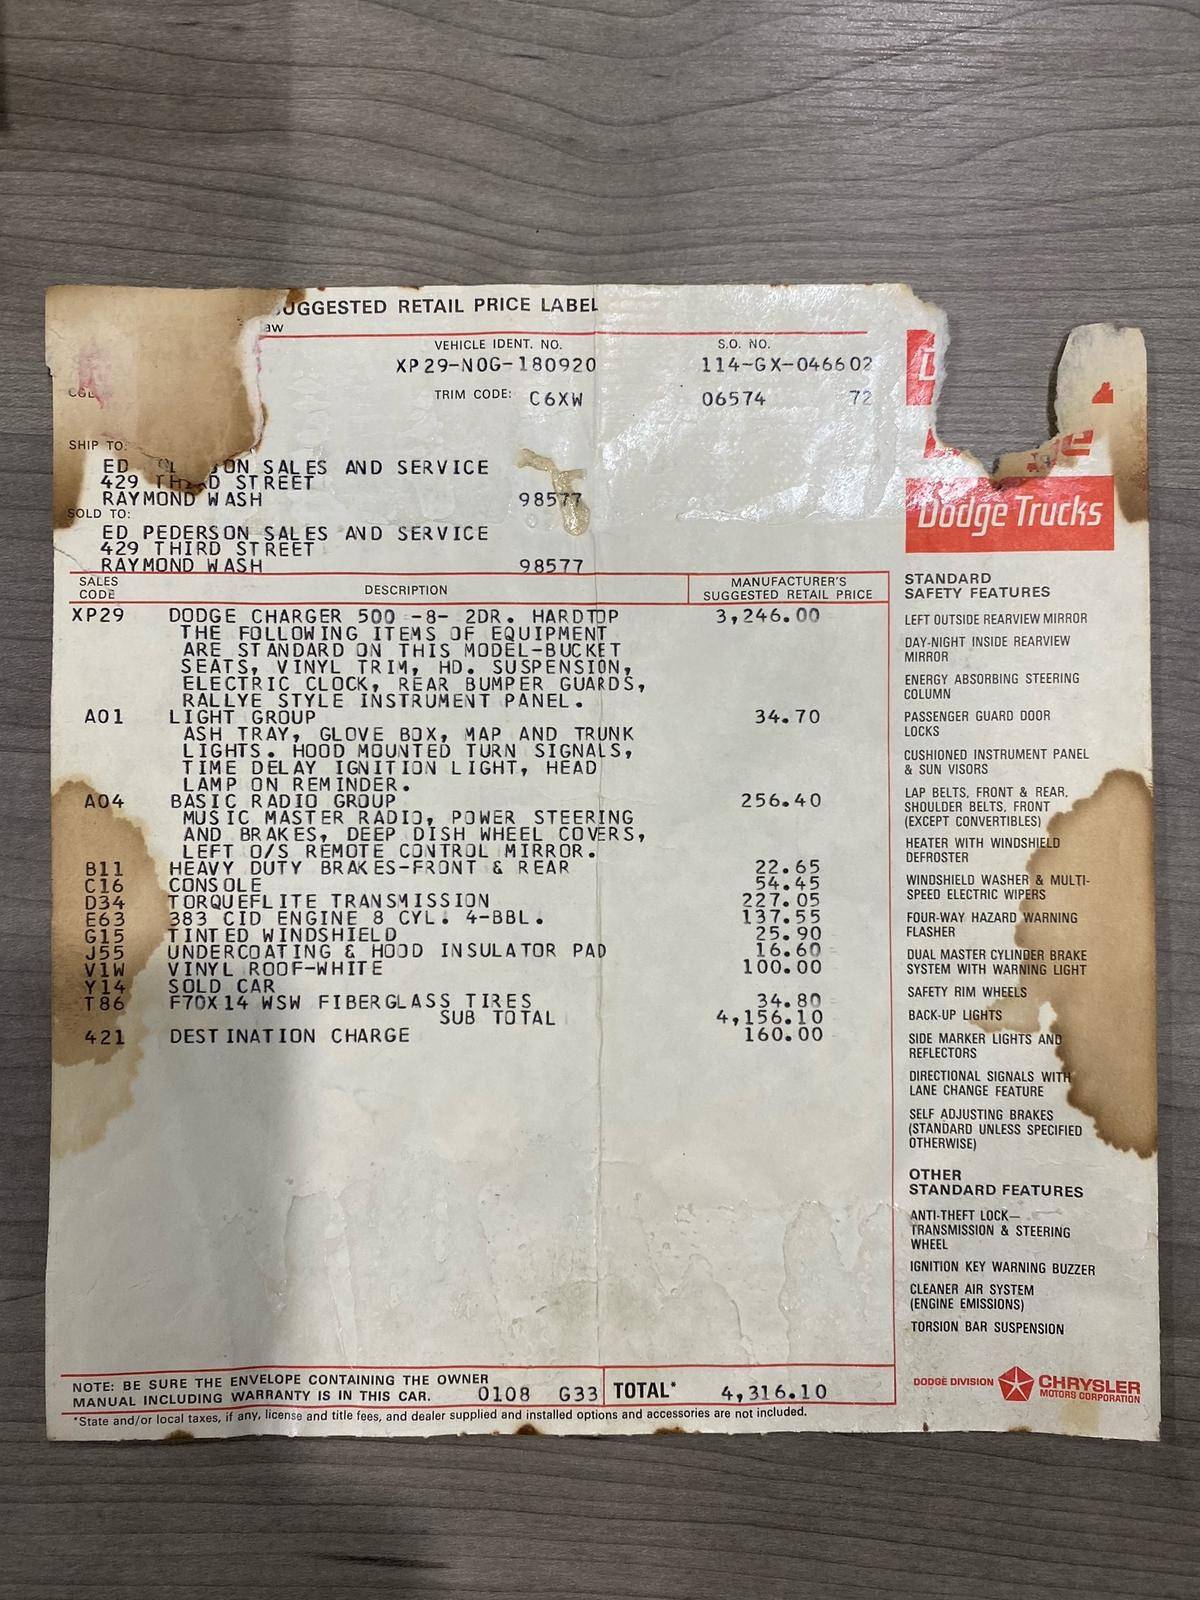 SUGGESTED RETAIL PRICE LABEL
aw
VEHICLE IDENT. NO. S.O. NO.
XP29-N0G-180920 114-GX-046602
TRIM CODE: C6XW 06574 72
SHIP TO:
ED SALES AND SERVICE
429 THIRD STREET
RAYMOND WASH 98577
SOLD TO:
ED PEDERSON SALES AND SERVICE
429 THIRD STREET
RAYMOND WASH 98577
SALES CODE DESCRIPTION MANUFACTURER'S SUGGESTED RETAIL PRICE
XP29 DODGE CHARGER 500 -8- 2DR. HARDTOP 3,246.00
THE FOLLOWING ITEMS OF EQUIPMENT
ARE STANDARD ON THIS MODEL-BUCKET
SEATS, VINYL TRIM, HD. SUSPENSION,
ELECTRIC CLOCK, REAR BUMPER GUARDS,
RALLYE STYLE INSTRUMENT PANEL.
A01 LIGHT GROUP 34.70
ASH TRAY, GLOVE BOX, MAP AND TRUNK
LIGHTS. HOOD MOUNTED TURN SIGNALS,
TIME DELAY IGNITION LIGHT, HEAD
LAMP ON REMINDER.
A04 BASIC RADIO GROUP 256.40
MUSIC MASTER RADIO, POWER STEERING
AND BRAKES, DEEP DISH WHEEL COVERS,
LEFT O/S REMOTE CONTROL MIRROR.
B11 HEAVY DUTY BRAKES-FRONT & REAR 22.65
C16 CONSOLE 54.45
D34 TORQUEFLITE TRANSMISSION 227.05
E63 383 CID ENGINE 8 CYL. 4-BBL. 137.55
G15 TINTED WINDSHIELD 25.90
J55 UNDERCOATING & HOOD INSULATOR PAD 16.60
V1W VINYL ROOF-WHITE 100.00
Y14 SOLD CAR
T86 F70X14 WSW FIBERGLASS TIRES 34.80
SUB TOTAL 4,156.10
421 DESTINATION CHARGE 160.00
NOTE: BE SURE THE ENVELOPE CONTAINING THE OWNER
MANUAL INCLUDING WARRANTY IS IN THIS CAR. 0108 G33 TOTAL* 4,316.10
*State and/or local taxes, if any, license and title fees, and dealer supplied and installed options and accessories are not included.
Dodge Trucks
STANDARD
SAFETY FEATURES
LEFT OUTSIDE REARVIEW MIRROR
DAY-NIGHT INSIDE REARVIEW
MIRROR
ENERGY ABSORBING STEERING
COLUMN
PASSENGER GUARD DOOR
LOCKS
CUSHIONED INSTRUMENT PANEL
& SUN VISORS
LAP BELTS, FRONT & REAR,
SHOULDER BELTS, FRONT
(EXCEPT CONVERTIBLES)
HEATER WITH WINDSHIELD
DEFROSTER
WINDSHIELD WASHER & MULTI-
SPEED ELECTRIC WIPERS
FOUR-WAY HAZARD WARNING
FLASHER
DUAL MASTER CYLINDER BRAKE
SYSTEM WITH WARNING LIGHT
SAFETY RIM WHEELS
BACK-UP LIGHTS
SIDE MARKER LIGHTS AND
REFLECTORS
DIRECTIONAL SIGNALS WITH
LANE CHANGE FEATURE
SELF ADJUSTING BRAKES
(STANDARD UNLESS SPECIFIED
OTHERWISE)
OTHER
STANDARD FEATURES
ANTI-THEFT LOCK—
TRANSMISSION & STEERING
WHEEL
IGNITION KEY WARNING BUZZER
CLEANER AIR SYSTEM
(ENGINE EMISSIONS)
TORSION BAR SUSPENSION
DODGE DIVISION CHRYSLER
MOTORS CORPORATION